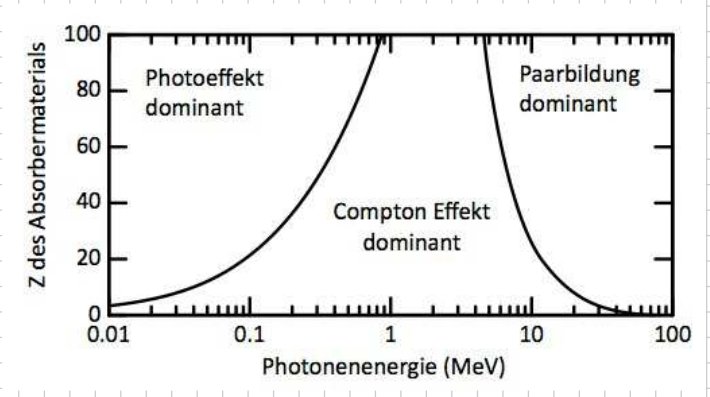 100
80
60
40
20
0
Z des Absorbermaterials
Photoeffekt
dominant
Paarbildung
dominant
Compton Effekt
dominant
0.01 0.1 1 10 100
Photonenenergie (MeV)